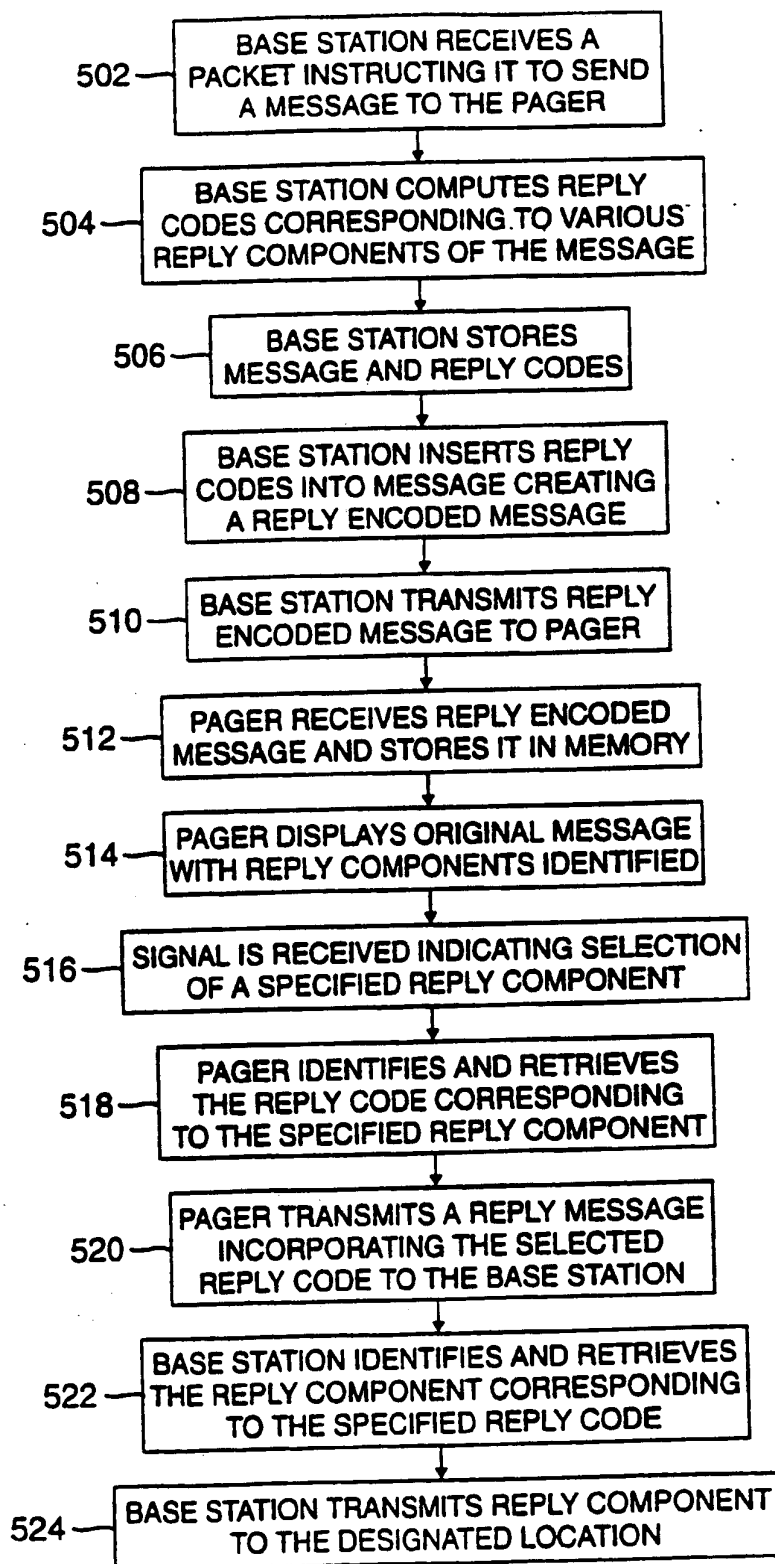 BASE STATION RECEIVES A
502 PACKET INSTRUCTING IT TO SEND
A MESSAGE TO THE PAGER
BASE STATION COMPUTES REPLY
504 CODES CORRESPONDING TO VARIOUS
REPLY COMPONENTS OF THE MESSAGE
BASE STATION STORES
506 MESSAGE AND REPLY CODES
BASE STATION INSERTS REPLY
508 CODES INTO MESSAGE CREATING
A REPLY ENCODED MESSAGE
BASE STATION TRANSMITS REPLY
510 ENCODED MESSAGE TO PAGER
PAGER RECEIVES REPLY ENCODED
512 MESSAGE AND STORES IT IN MEMORY
PAGER DISPLAYS ORIGINAL MESSAGE
514 WITH REPLY COMPONENTS IDENTIFIED
SIGNAL IS RECEIVED INDICATING SELECTION
516 OF A SPECIFIED REPLY COMPONENT
PAGER IDENTIFIES AND RETRIEVES
518 THE REPLY CODE CORRESPONDING
TO THE SPECIFIED REPLY COMPONENT
PAGER TRANSMITS A REPLY MESSAGE
520 INCORPORATING THE SELECTED
REPLY CODE TO THE BASE STATION
BASE STATION IDENTIFIES AND RETRIEVES
522 THE REPLY COMPONENT CORRESPONDING
TO THE SPECIFIED REPLY CODE
BASE STATION TRANSMITS REPLY COMPONENT
524 TO THE DESIGNATED LOCATION